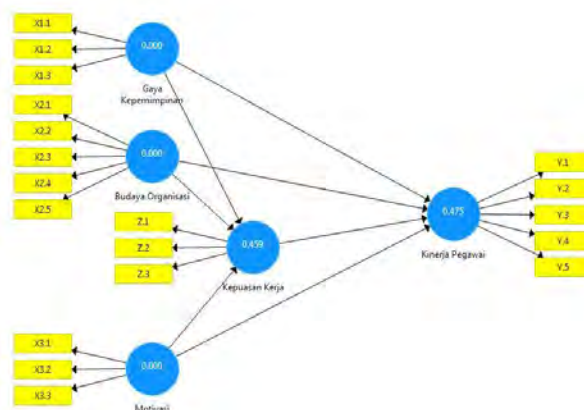 X1.1
X1.2
X1.3
0.000
Gaya
Kepemimpinan
X2.1
X2.2
X2.3
X2.4
X2.5
0.000
Budaya Organisasi
Z.1
Z.2
Z.3
0.459
Kepuasan Kerja
X3.1
X3.2
X3.3
0.000
Motivasi
0.475
Kinerja Pegawai
Y.1
Y.2
Y.3
Y.4
Y.5